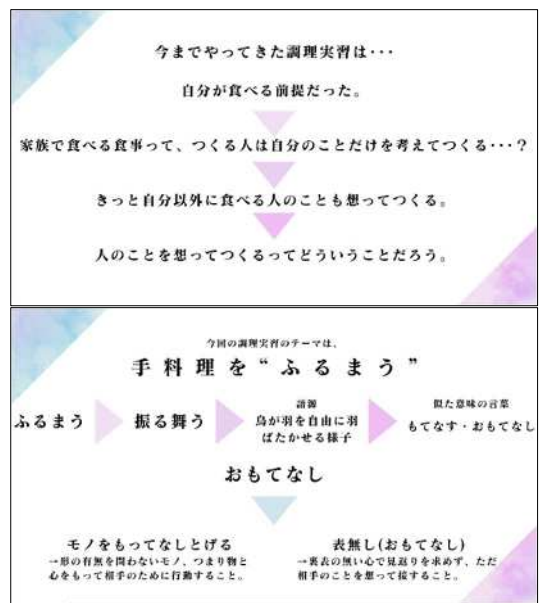 今までやってきた調理実習は･･･
自分が食べる前提だった。
家族で食べる食事って、つくる人は自分のことだけを考えてつくる･･･?
きっと自分以外に食べる人のことも想ってつくる。
人のことを想ってつくるってどういうことだろう。
今回の調理実習のテーマは、
手料理を“ふるまう”
ふるまう
振る舞う
語源
鳥が羽を自由に羽
ばたかせる様子
似た意味の言葉
もてなす・おもてなし
おもてなし
モノをもってなしとげる
→形の有無を問わないモノ、つまり物と
心をもって相手のために行動すること。
表無し(おもてなし)
→裏表の無い心で見返りを求めず、ただ
相手のことを想って接すること。